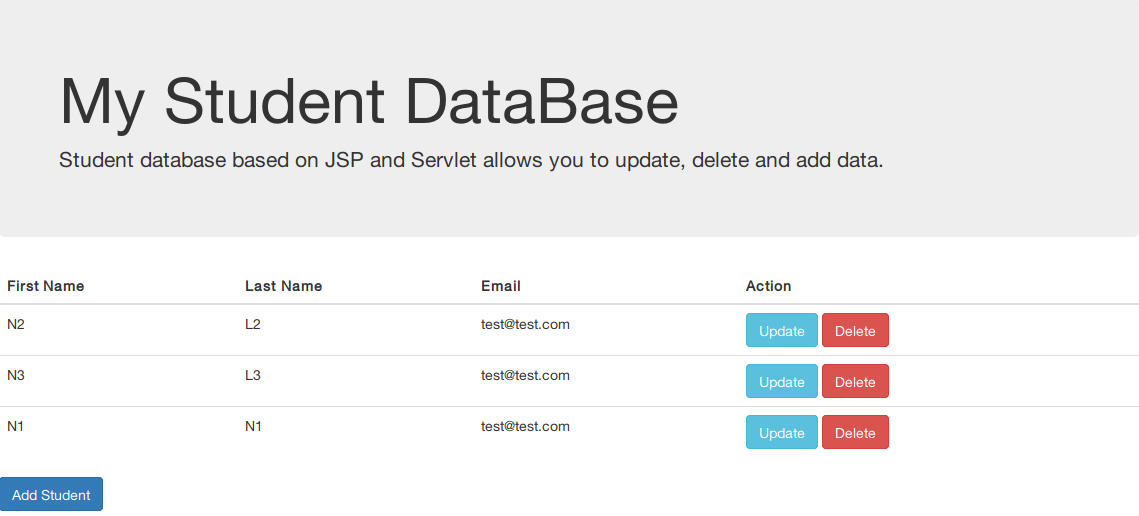 My Student DataBase
Student database based on JSP and Servlet allows you to update, delete and add data.
First Name Last Name Email Action
N2 L2 test@test.com Update Delete
N3 L3 test@test.com Update Delete
N1 N1 test@test.com Update Delete
Add Student